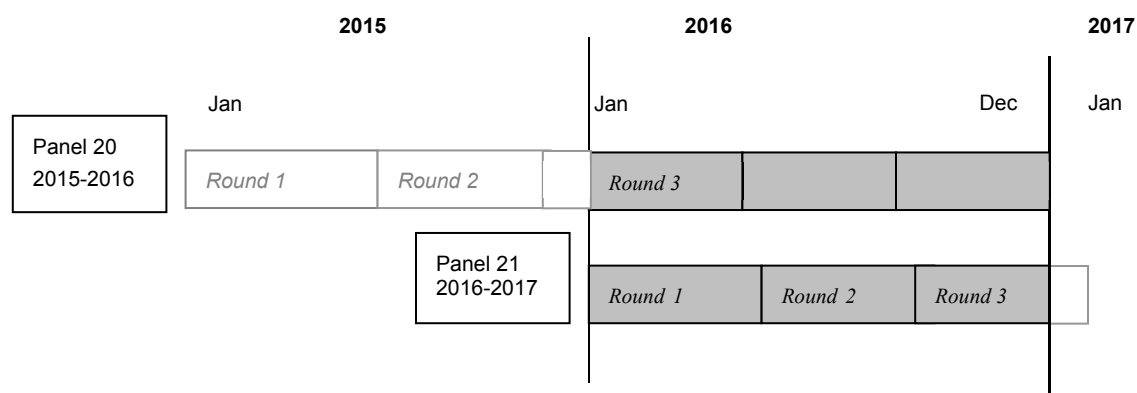 2015 2016 2017
Jan Jan Dec Jan
Panel 20
2015-2016
Round 1 Round 2 Round 3
Panel 21
2016-2017
Round 1 Round 2 Round 3